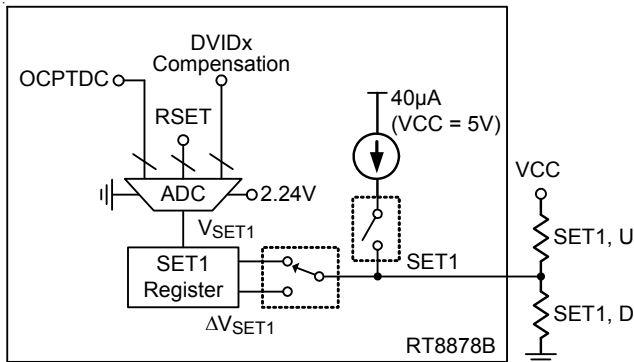 DVIDx
Compensation
OCPTDC
RSET
40µA
(VCC = 5V)
VCC
ADC
2.24V
VSET1
SET1, U
SET1
Register
SET1
ΔVSET1
SET1, D
RT8878B